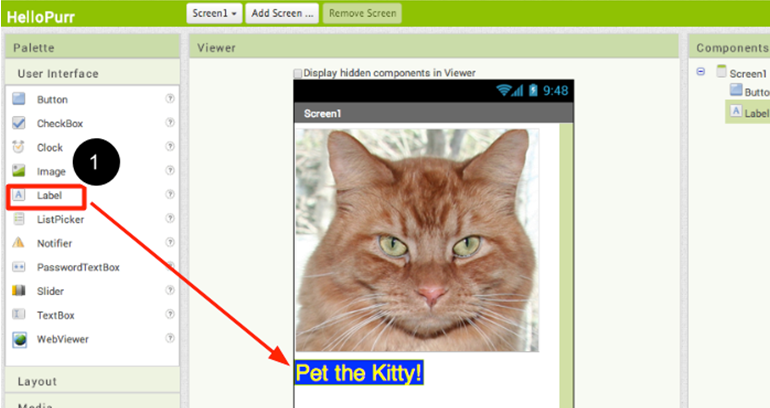 HelloPurr
Screen1
Add Screen ...
Remove Screen
Palette
User Interface
Button
CheckBox
Clock
Image
Label
ListPicker
Notifier
PasswordTextBox
Slider
TextBox
WebViewer
Layout
Media
1
Viewer
Display hidden components in Viewer
9:48
Screen1
Pet the Kitty!
Components
Screen1
Butto
Label